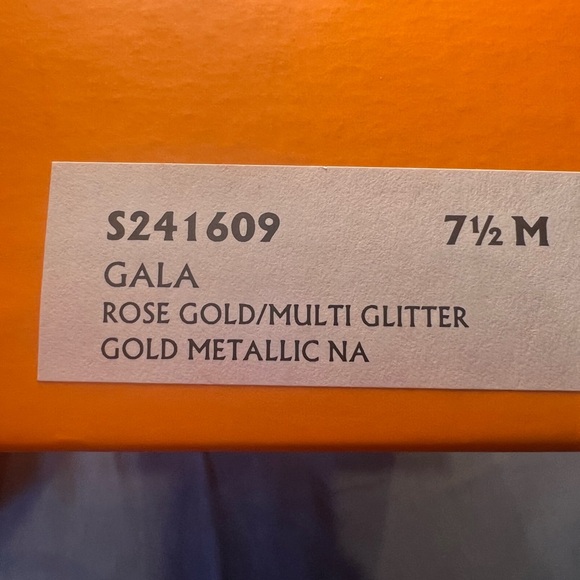 S241609 7½ M
GALA
ROSE GOLD/MULTI GLITTER
GOLD METALLIC NA